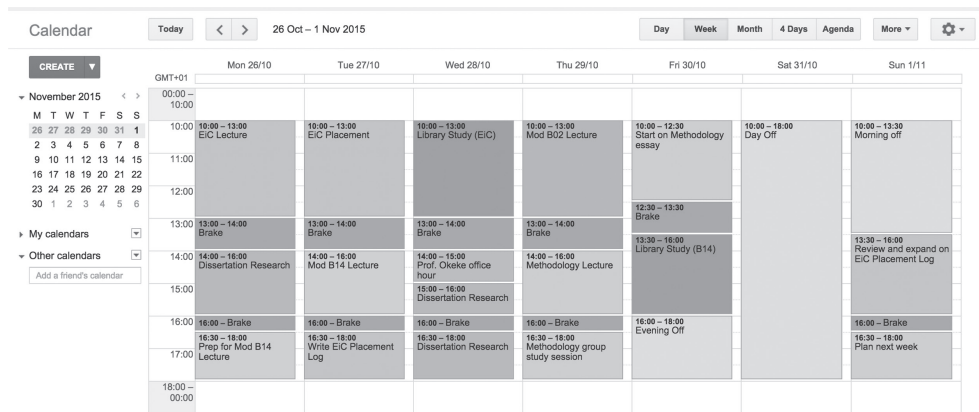 Calendar
Today
< >
26 Oct – 1 Nov 2015
Day Week Month 4 Days Agenda
More
CREATE
November 2015 < >
M T W T F S S
26 27 28 29 30 31 1
2 3 4 5 6 7 8
9 10 11 12 13 14 15
16 17 18 19 20 21 22
23 24 25 26 27 28 29
30 1 2 3 4 5 6
My calendars
Other calendars
Add a friend's calendar
GMT+01
Mon 26/10
Tue 27/10
Wed 28/10
Thu 29/10
Fri 30/10
Sat 31/10
Sun 1/11
00:00 –
10:00
10:00
11:00
12:00
13:00
14:00
15:00
16:00
17:00
18:00 –
00:00
10:00 – 13:00
EiC Lecture
13:00 – 14:00
Brake
14:00 – 16:00
Dissertation Research
16:00 – Brake
16:30 – 18:00
Prep for Mod B14
Lecture
10:00 – 13:00
EiC Placement
13:00 – 14:00
Brake
14:00 – 16:00
Mod B14 Lecture
16:00 – Brake
16:30 – 18:00
Write EiC Placement
Log
10:00 – 13:00
Library Study (EiC)
13:00 – 14:00
Brake
14:00 – 15:00
Prof. Okeke office
hour
15:00 – 16:00
Dissertation Research
16:00 – Brake
16:30 – 18:00
Dissertation Research
10:00 – 13:00
Mod B02 Lecture
13:00 – 14:00
Brake
14:00 – 16:00
Methodology Lecture
16:00 – Brake
16:30 – 18:00
Methodology group
study session
10:00 – 12:30
Start on Methodology
essay
12:30 – 13:30
Brake
13:30 – 16:00
Library Study (B14)
16:00 – 18:00
Evening Off
10:00 – 18:00
Day Off
10:00 – 13:30
Morning off
13:30 – 16:00
Review and expand on
EiC Placement Log
16:00 – Brake
16:30 – 18:00
Plan next week